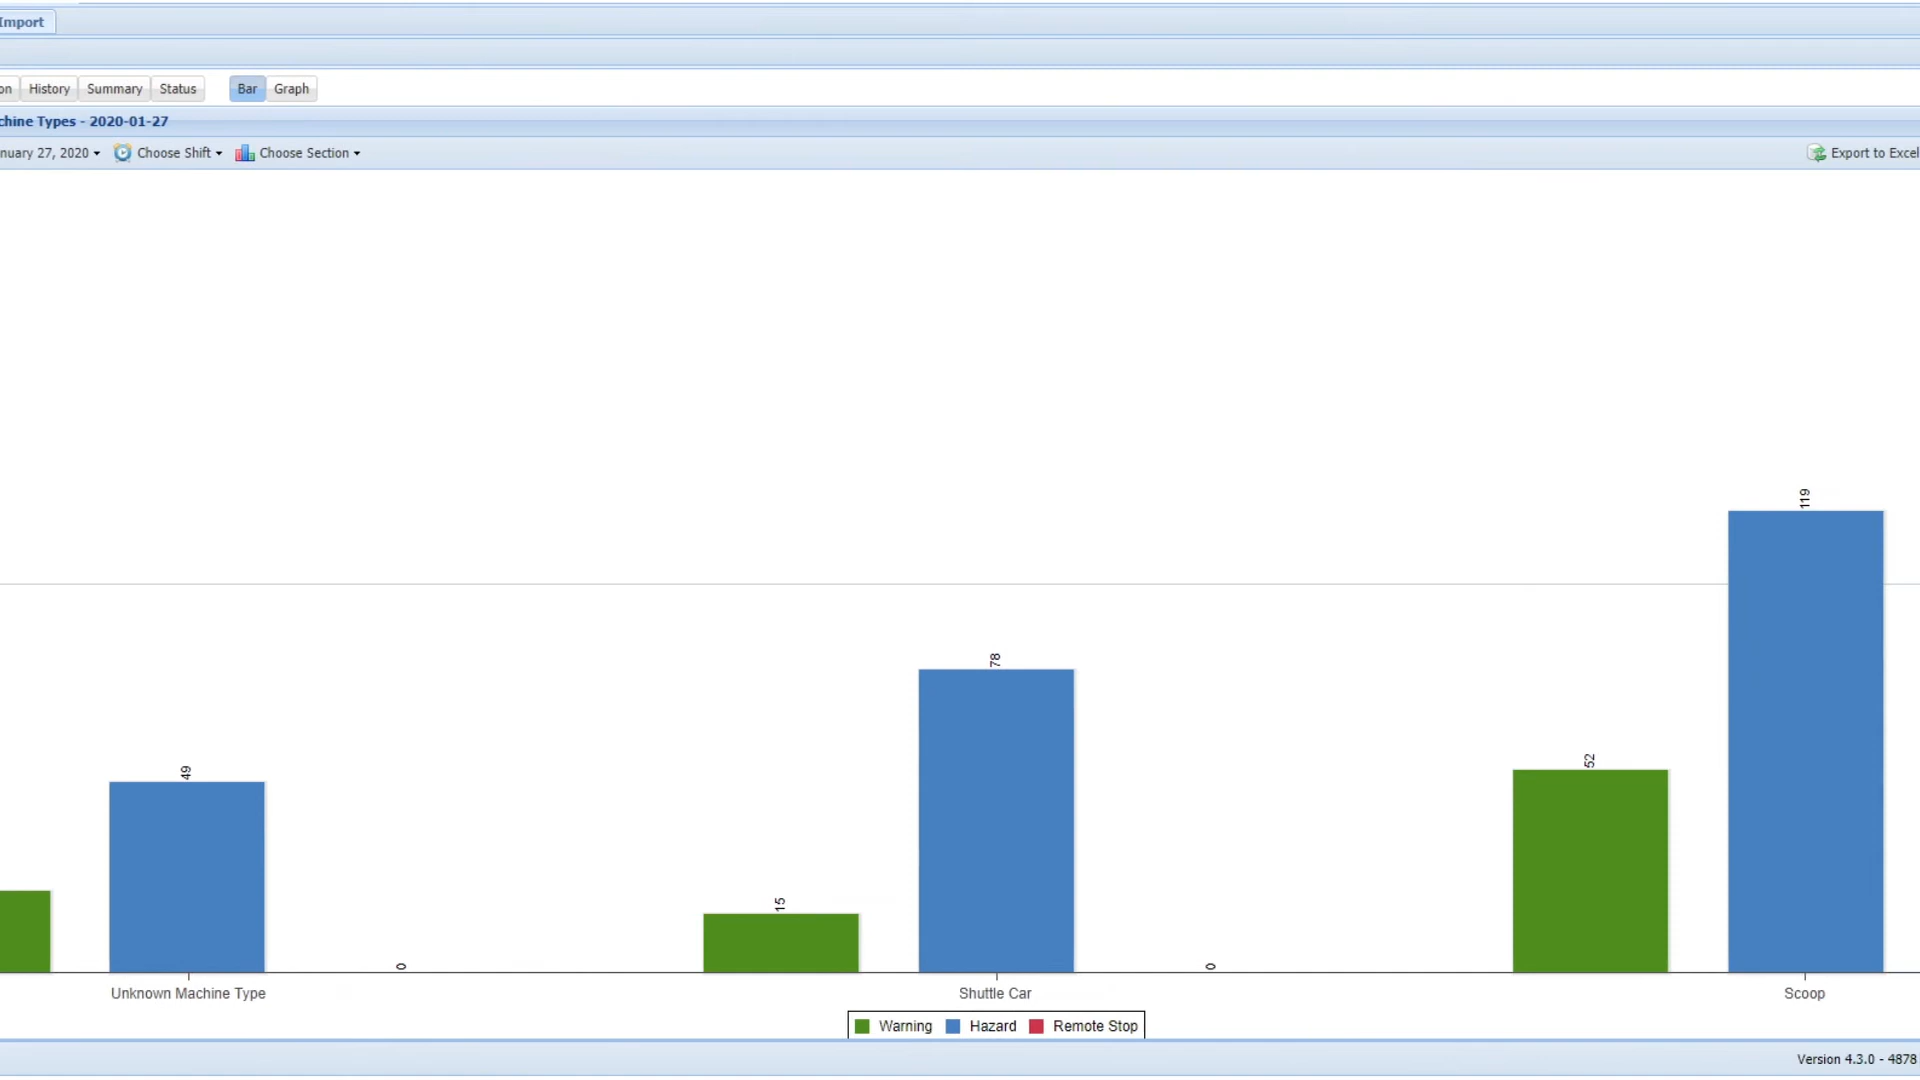 Import
on History Summary Status Bar Graph
chine Types - 2020-01-27
nuary 27, 2020 Choose Shift Choose Section Export to Excel
119
78
52
49
15
0
0
Unknown Machine Type Shuttle Car Scoop
Warning Hazard Remote Stop
Version 4.3.0 - 4878